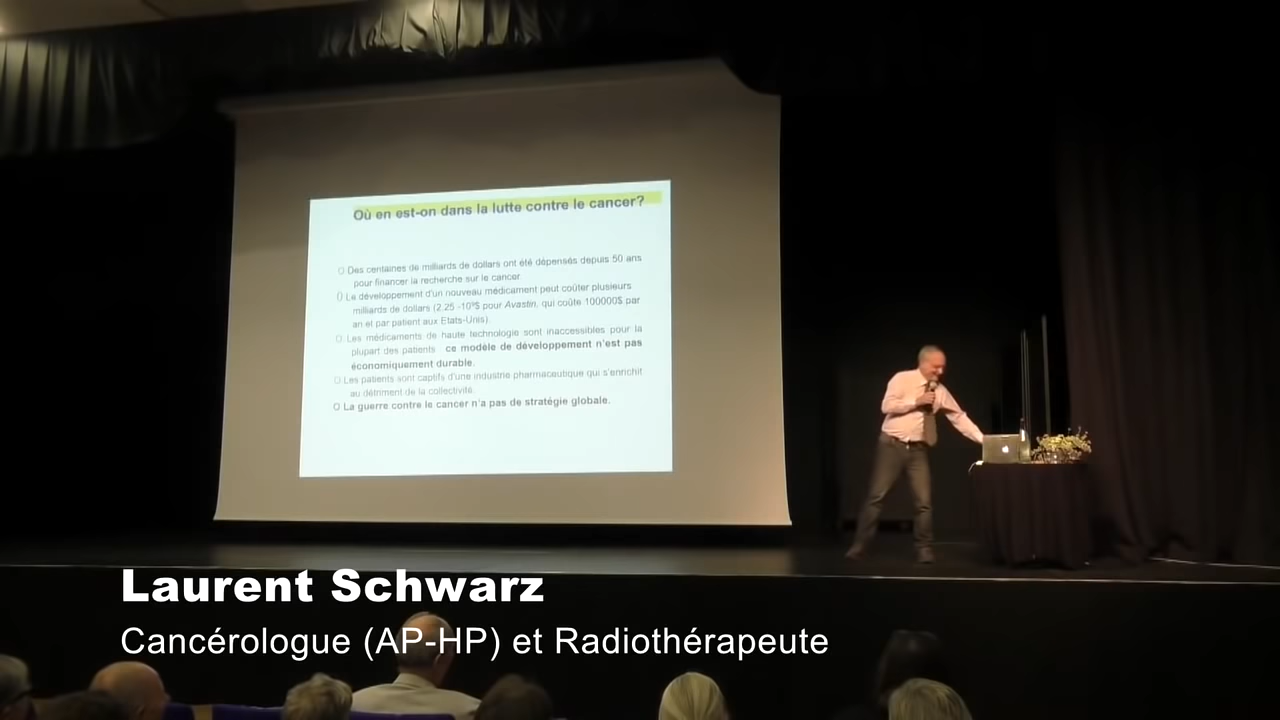 Où en est-on dans la lutte contre le cancer?
O Des centaines de milliards de dollars ont été dépensés depuis 50 ans
pour financer la recherche sur le cancer.
O Le développement d'un nouveau médicament peut coûter plusieurs
milliards de dollars (2,25 -10⁹$ pour Avastin, qui coûte 100000$ par
an et par patient aux Etats-Unis).
O Les médicaments de haute technologie sont inaccessibles pour la
plupart des patients ce modèle de développement n'est pas
économiquement durable.
O Les patients sont captifs d'une industrie pharmaceutique qui s'enrichit
au détriment de la collectivité.
O La guerre contre le cancer n'a pas de stratégie globale.
Laurent Schwarz
Cancérologue (AP-HP) et Radiothérapeute